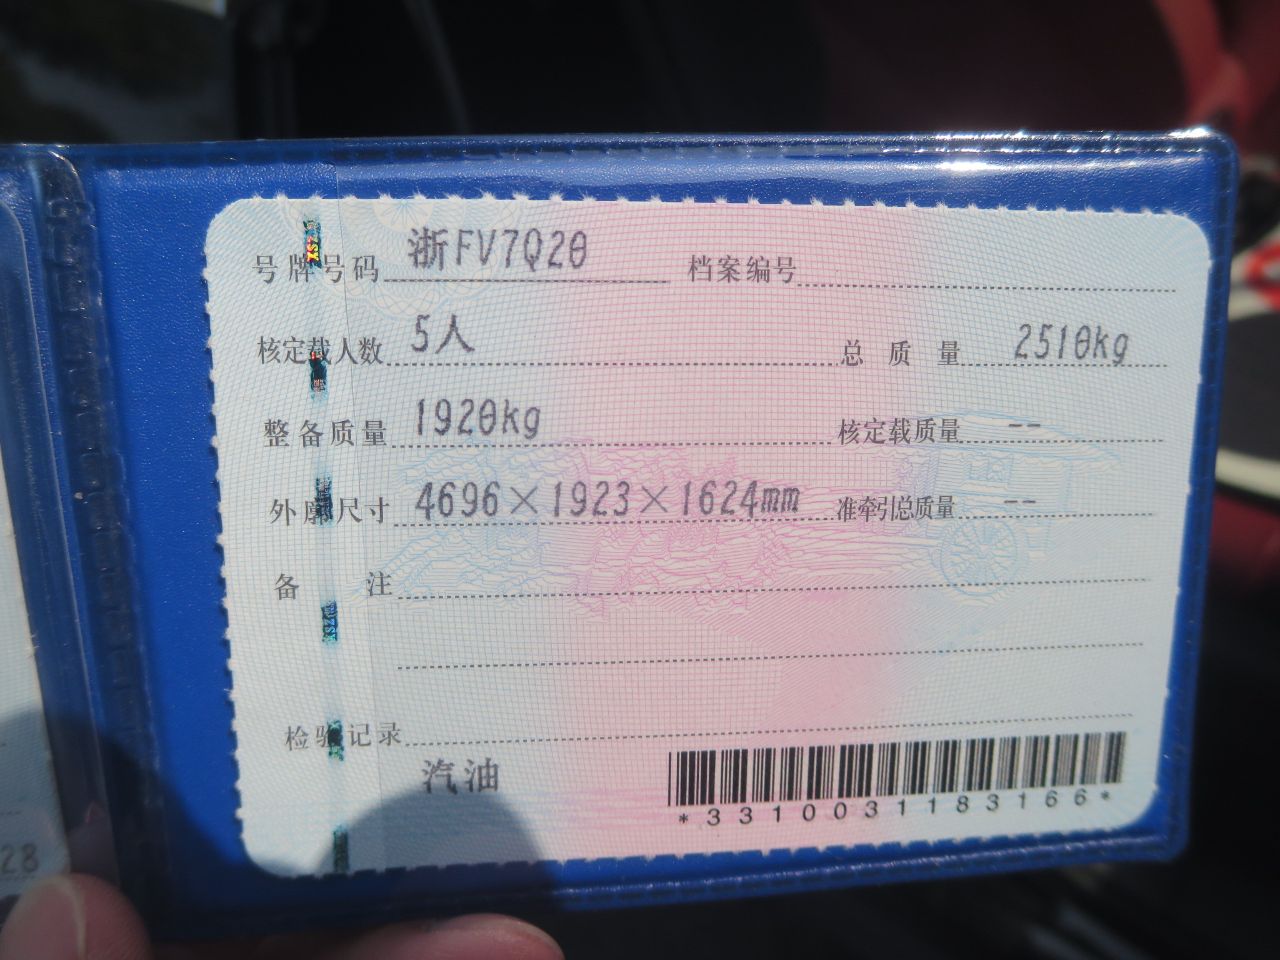 号牌号码 浙FV7Q20 档案编号
核定载人数 5人 总质量 2510kg
整备质量 1920kg 核定载质量 --
外廓尺寸 4696×1923×1624mm 准牵引总质量 --
备注
检验记录
汽油
*3310031183166*
28